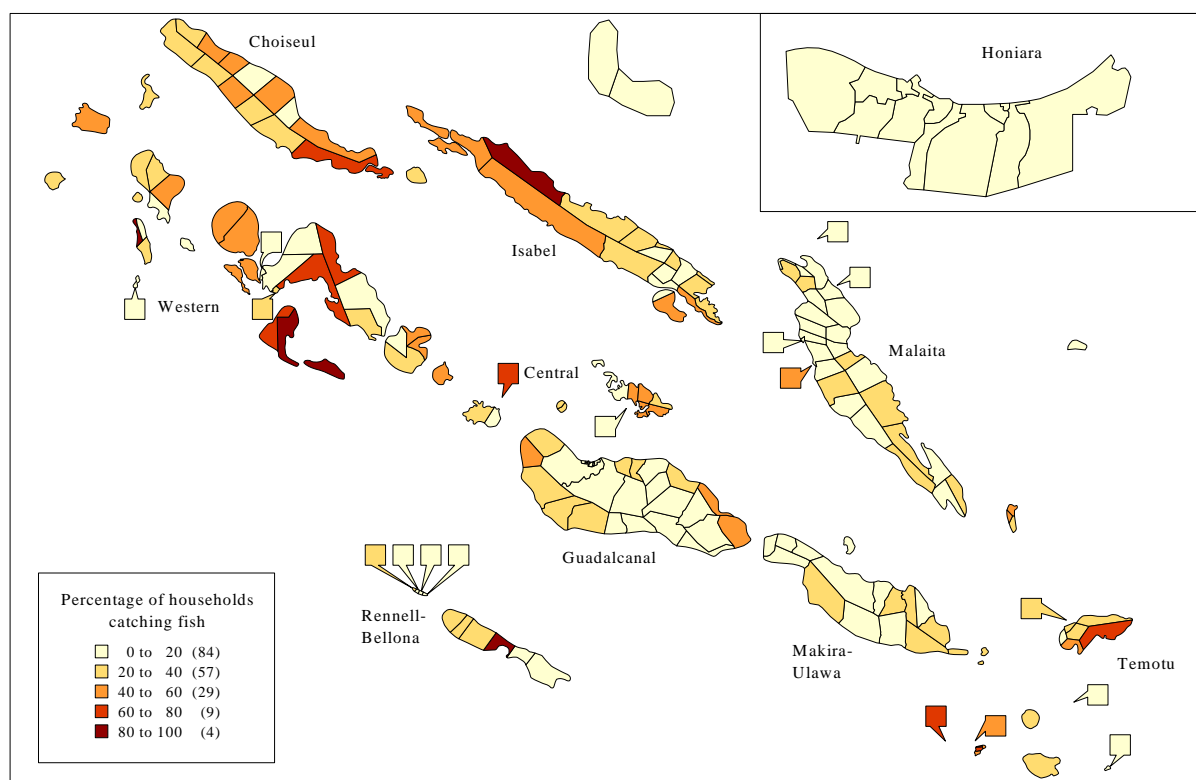 Choiseul
Honiara
Isabel
Western
Malaita
Central
Guadalcanal
Rennell-
Bellona
Makira-
Ulawa
Temotu
Percentage of households
catching fish
0 to 20 (84)
20 to 40 (57)
40 to 60 (29)
60 to 80 (9)
80 to 100 (4)